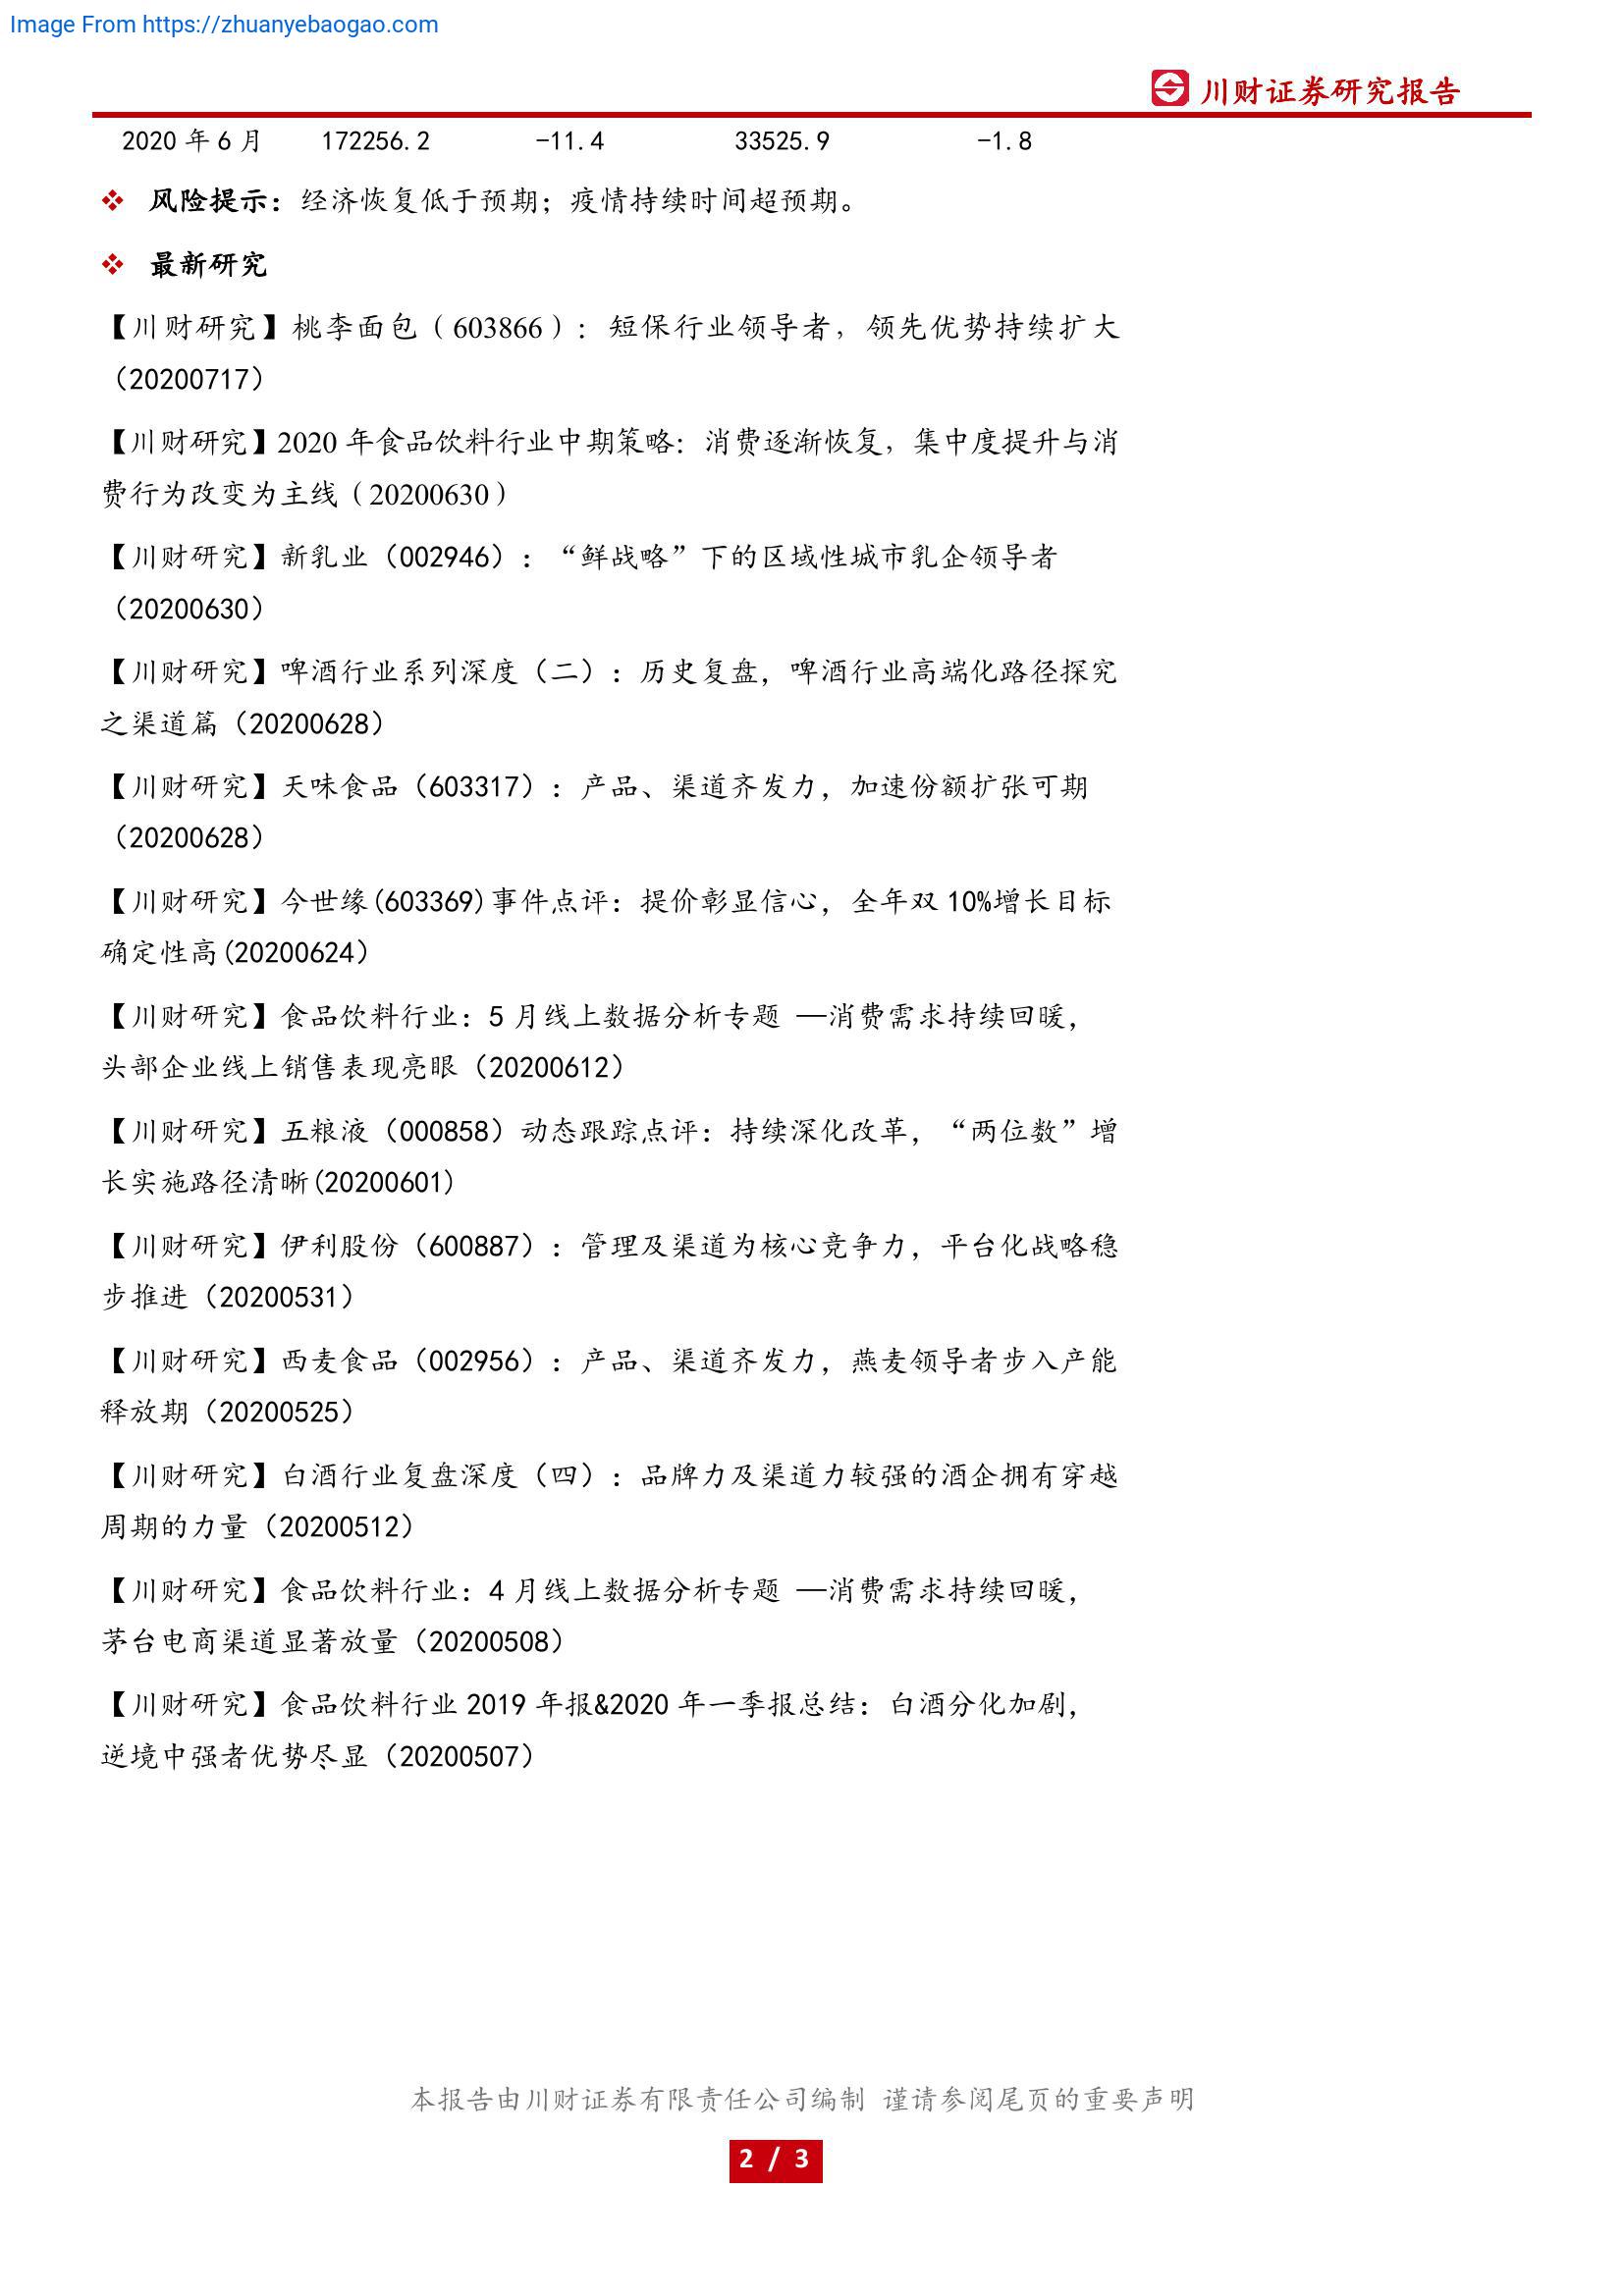 Image From https://zhuanyebaogao.com
川财证券研究报告
2020 年 6 月 172256.2 -11.4 33525.9 -1.8
❖ 风险提示：经济恢复低于预期；疫情持续时间超预期。
❖ 最新研究
【川财研究】桃李面包（603866）：短保行业领导者，领先优势持续扩大
（20200717）
【川财研究】2020 年食品饮料行业中期策略：消费逐渐恢复，集中度提升与消
费行为改变为主线（20200630）
【川财研究】新乳业（002946）：“鲜战略”下的区域性城市乳企领导者
（20200630）
【川财研究】啤酒行业系列深度（二）：历史复盘，啤酒行业高端化路径探究
之渠道篇（20200628）
【川财研究】天味食品（603317）：产品、渠道齐发力，加速份额扩张可期
（20200628）
【川财研究】今世缘(603369)事件点评：提价彰显信心，全年双 10%增长目标
确定性高(20200624）
【川财研究】食品饮料行业：5 月线上数据分析专题 —消费需求持续回暖，
头部企业线上销售表现亮眼（20200612）
【川财研究】五粮液（000858）动态跟踪点评：持续深化改革，“两位数”增
长实施路径清晰(20200601)
【川财研究】伊利股份（600887）：管理及渠道为核心竞争力，平台化战略稳
步推进（20200531）
【川财研究】西麦食品（002956）：产品、渠道齐发力，燕麦领导者步入产能
释放期（20200525）
【川财研究】白酒行业复盘深度（四）：品牌力及渠道力较强的酒企拥有穿越
周期的力量（20200512）
【川财研究】食品饮料行业：4 月线上数据分析专题 —消费需求持续回暖，
茅台电商渠道显著放量（20200508）
【川财研究】食品饮料行业 2019 年报&2020 年一季报总结：白酒分化加剧，
逆境中强者优势尽显（20200507）
本报告由川财证券有限责任公司编制 谨请参阅尾页的重要声明
2 / 3